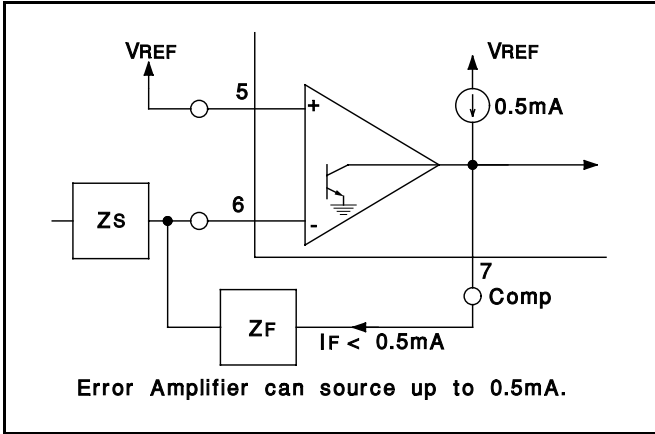 VREF
VREF
5
+
0.5mA
ZS
6
-
7
Comp
ZF
IF < 0.5mA
Error Amplifier can source up to 0.5mA.